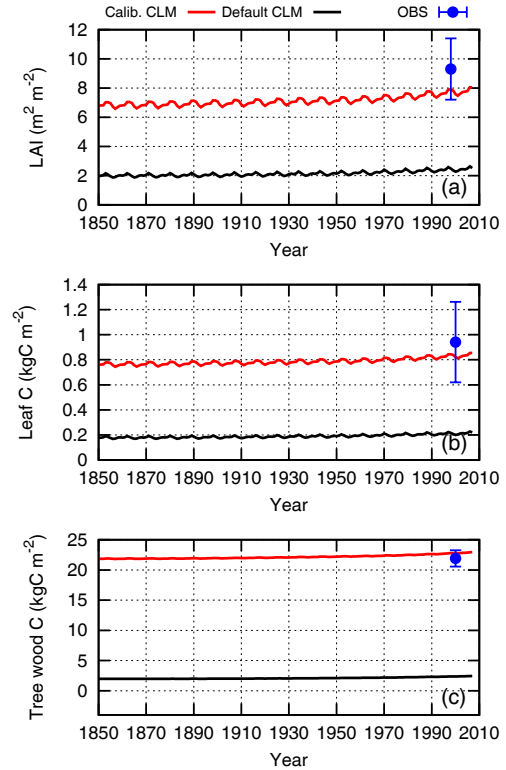 Calib. CLM Default CLM OBS
12
10
8
6
4
2
0
LAI (m² m⁻²)
(a)
1850 1870 1890 1910 1930 1950 1970 1990 2010
Year
1.4
1.2
1
0.8
0.6
0.4
0.2
0
Leaf C (kgC m⁻²)
(b)
1850 1870 1890 1910 1930 1950 1970 1990 2010
Year
25
22
15
10
5
2
0
Tree wood C (kgC m⁻²)
(c)
1850 1870 1890 1910 1930 1950 1970 1990 2010
Year